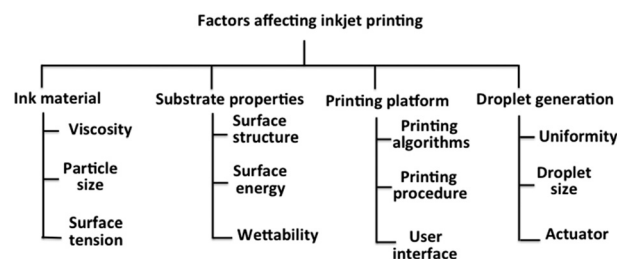 Factors affecting inkjet printing
Ink material
Viscosity
Particle
size
Surface
tension
Substrate properties
Surface
structure
Surface
energy
Wettability
Printing platform
Printing
algorithms
Printing
procedure
User
interface
Droplet generation
Uniformity
Droplet
size
Actuator